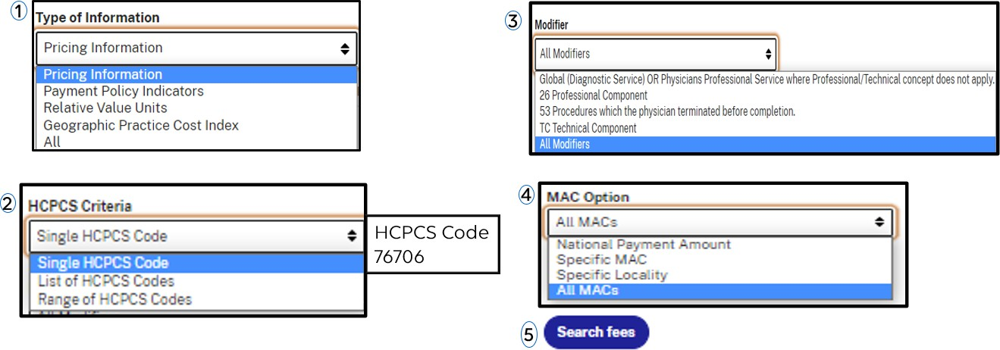 1
Type of Information
Pricing Information
Pricing Information
Payment Policy Indicators
Relative Value Units
Geographic Practice Cost Index
All
2
HCPCS Criteria
Single HCPCS Code
Single HCPCS Code
List of HCPCS Codes
Range of HCPCS Codes
HCPCS Code
76706
3
Modifier
All Modifiers
Global (Diagnostic Service) OR Physicians Professional Service where Professional/Technical concept does not apply.
26 Professional Component
53 Procedures which the physician terminated before completion.
TC Technical Component
All Modifiers
4
MAC Option
All MACs
National Payment Amount
Specific MAC
Specific Locality
All MACs
5
Search fees